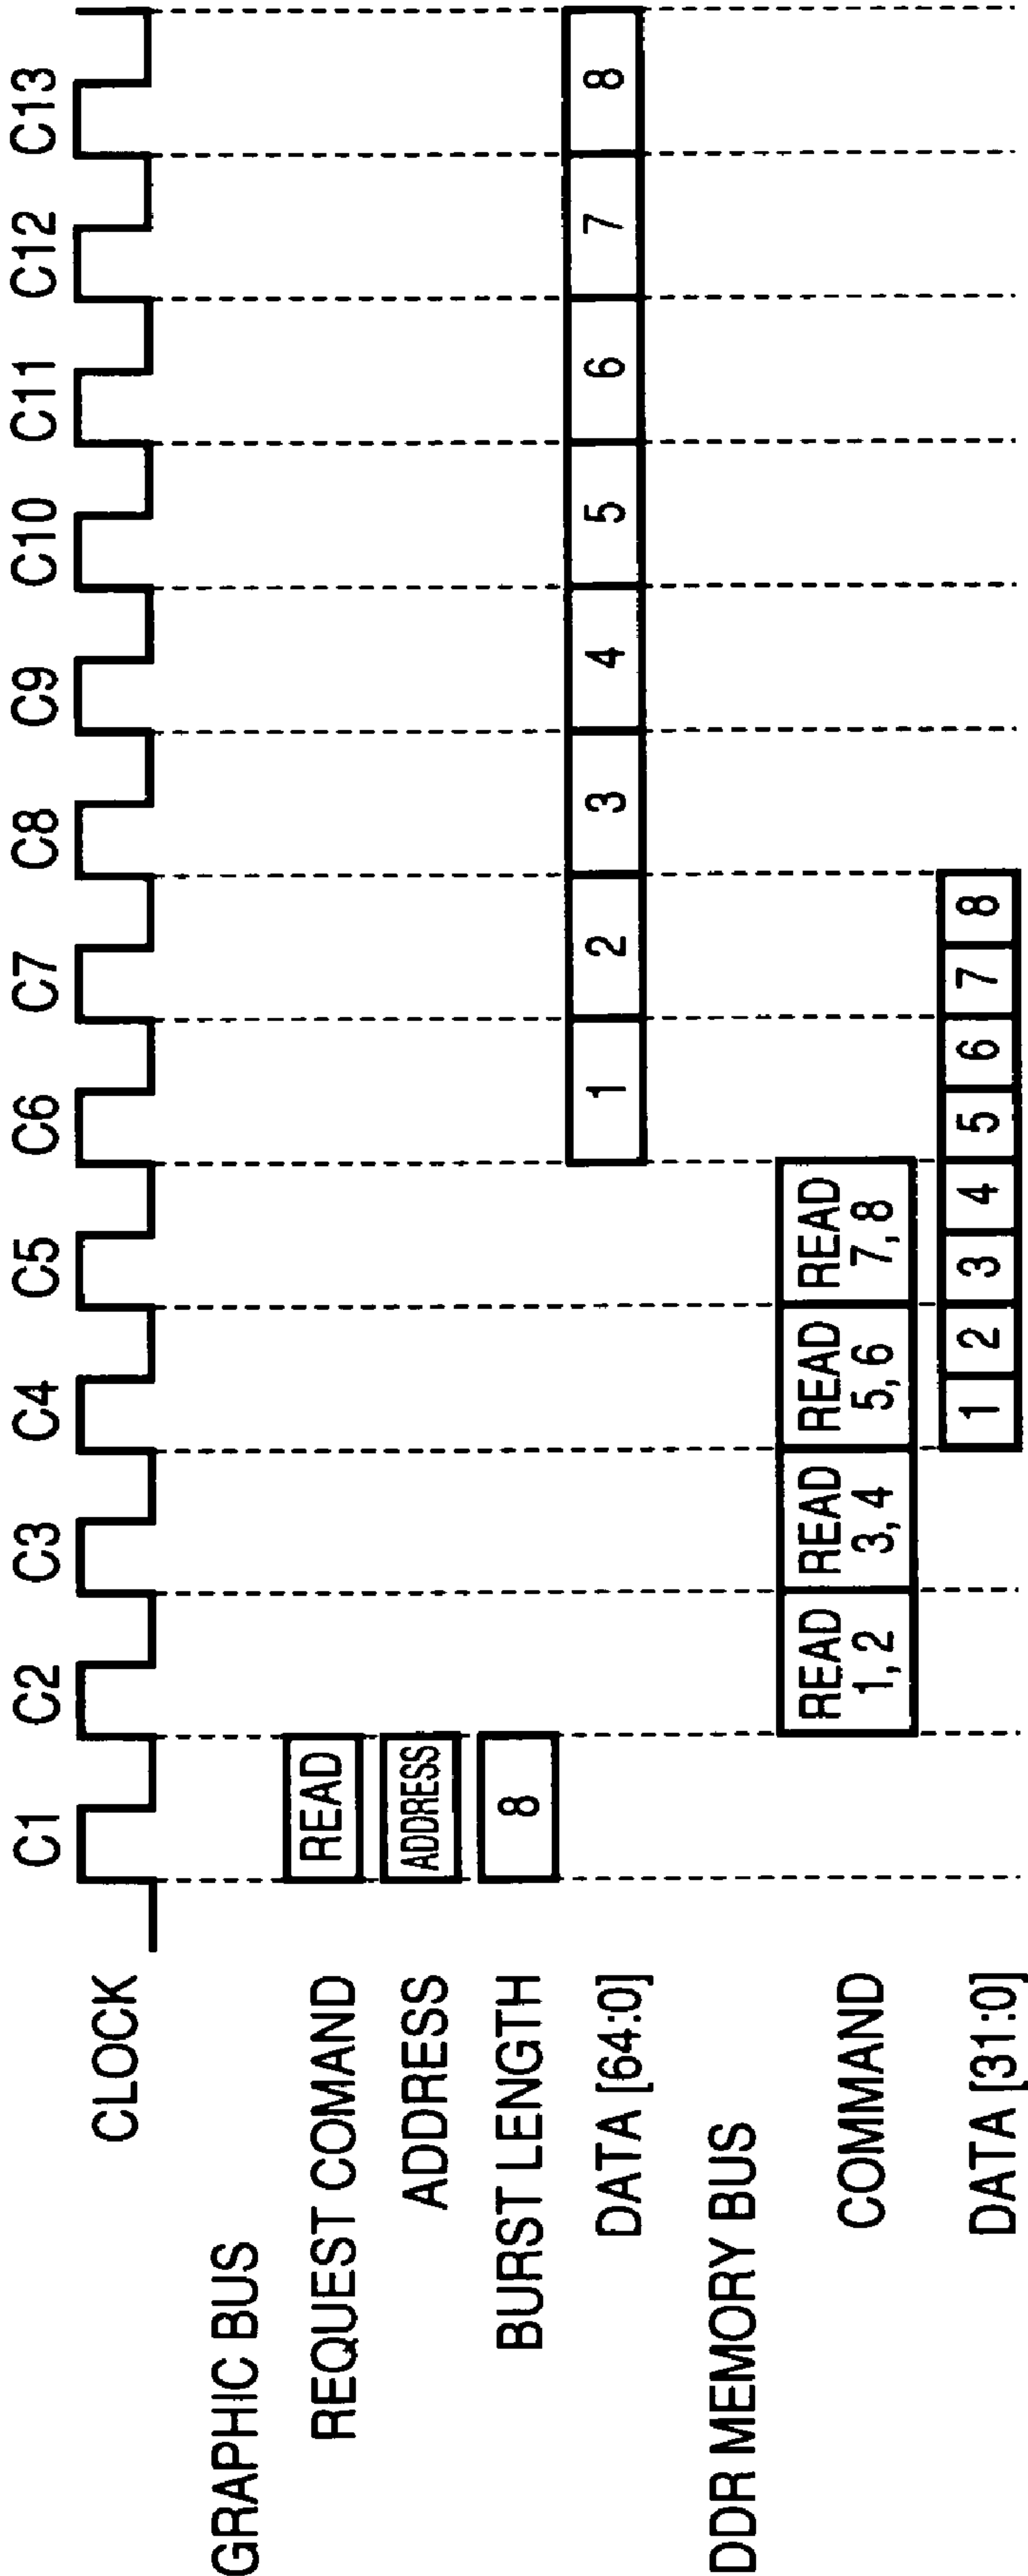 C1 C2 C3 C4 C5 C6 C7 C8 C9 C10 C11 C12 C13
CLOCK
GRAPHIC BUS
REQUEST COMAND READ
ADDRESS ADDRESS
BURST LENGTH 8
DATA [64:0] 1 2 3 4 5 6 7 8
DDR MEMORY BUS
READ READ READ READ
COMMAND
1, 2 3, 4 5, 6 7, 8
DATA [31:0] 1 2 3 4 5 6 7 8